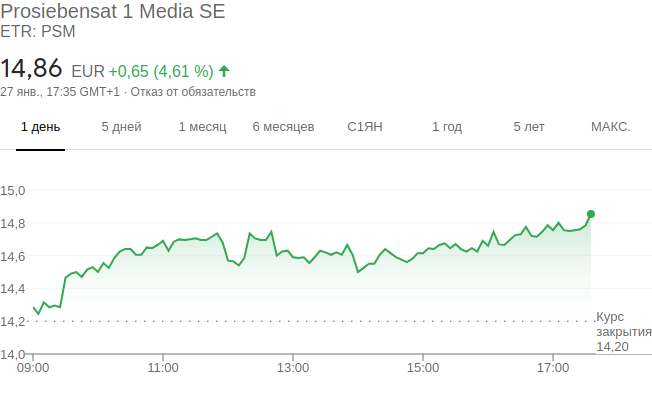 Prosiebensat 1 Media SE
ETR: PSM
14,86 EUR +0,65 (4,61 %)
27 янв., 17:35 GMT+1 · Отказ от обязательств
1 день 5 дней 1 месяц 6 месяцев С1ЯН 1 год 5 лет МАКС.
15,0
14,8
14,6
14,4
14,2
Курс
закрытия
14,20
14,0
09:00 11:00 13:00 15:00 17:00